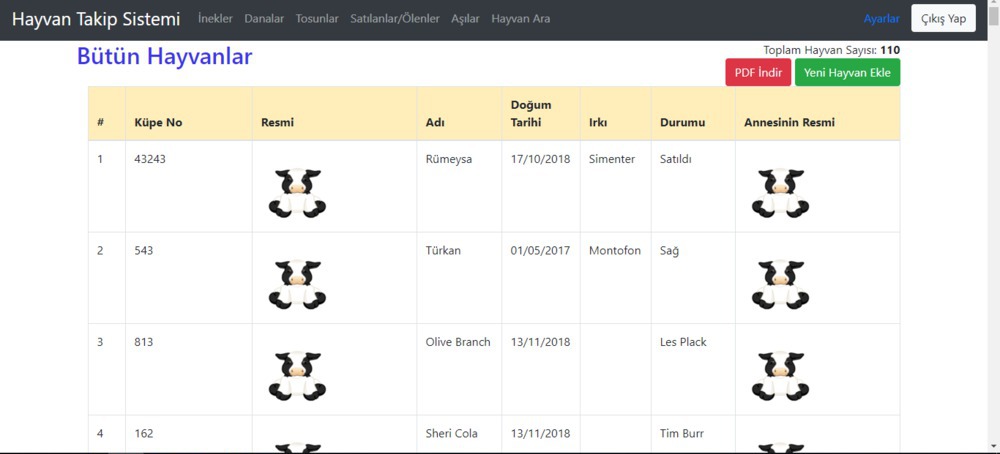 Hayvan Takip Sistemi İnekler Danalar Tosunlar Satılanlar/Ölenler Aşılar Hayvan Ara Ayarlar Çıkış Yap
Bütün Hayvanlar
Toplam Hayvan Sayısı: 110
PDF İndir Yeni Hayvan Ekle
# Küpe No Resmi Adı Doğum Tarihi Irkı Durumu Annesinin Resmi
1 43243 Rümeysa 17/10/2018 Simenter Satıldı
2 543 Türkan 01/05/2017 Montofon Sağ
3 813 Olive Branch 13/11/2018 Les Plack
4 162 Sheri Cola 13/11/2018 Tim Burr